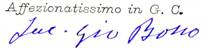 Affezionatissimo in G. C.
Sac. Gio Bosco